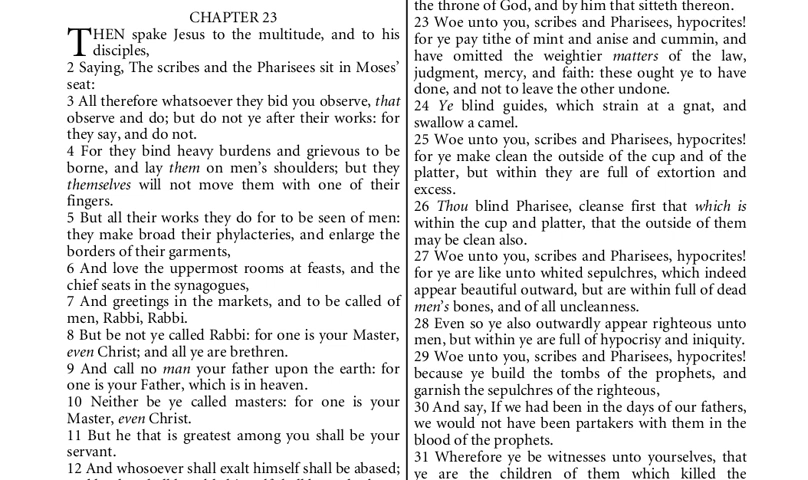 CHAPTER 23
THEN spake Jesus to the multitude, and to his
disciples,
2 Saying, The scribes and the Pharisees sit in Moses’
seat:
3 All therefore whatsoever they bid you observe, that
observe and do; but do not ye after their works: for
they say, and do not.
4 For they bind heavy burdens and grievous to be
borne, and lay them on men’s shoulders; but they
themselves will not move them with one of their
fingers.
5 But all their works they do for to be seen of men:
they make broad their phylacteries, and enlarge the
borders of their garments,
6 And love the uppermost rooms at feasts, and the
chief seats in the synagogues,
7 And greetings in the markets, and to be called of
men, Rabbi, Rabbi.
8 But be not ye called Rabbi: for one is your Master,
even Christ; and all ye are brethren.
9 And call no man your father upon the earth: for
one is your Father, which is in heaven.
10 Neither be ye called masters: for one is your
Master, even Christ.
11 But he that is greatest among you shall be your
servant.
12 And whosoever shall exalt himself shall be abased;
the throne of God, and by him that sitteth thereon.
23 Woe unto you, scribes and Pharisees, hypocrites!
for ye pay tithe of mint and anise and cummin, and
have omitted the weightier matters of the law,
judgment, mercy, and faith: these ought ye to have
done, and not to leave the other undone.
24 Ye blind guides, which strain at a gnat, and
swallow a camel.
25 Woe unto you, scribes and Pharisees, hypocrites!
for ye make clean the outside of the cup and of the
platter, but within they are full of extortion and
excess.
26 Thou blind Pharisee, cleanse first that which is
within the cup and platter, that the outside of them
may be clean also.
27 Woe unto you, scribes and Pharisees, hypocrites!
for ye are like unto whited sepulchres, which indeed
appear beautiful outward, but are within full of dead
men’s bones, and of all uncleanness.
28 Even so ye also outwardly appear righteous unto
men, but within ye are full of hypocrisy and iniquity.
29 Woe unto you, scribes and Pharisees, hypocrites!
because ye build the tombs of the prophets, and
garnish the sepulchres of the righteous,
30 And say, If we had been in the days of our fathers,
we would not have been partakers with them in the
blood of the prophets.
31 Wherefore ye be witnesses unto yourselves, that
ye are the children of them which killed the